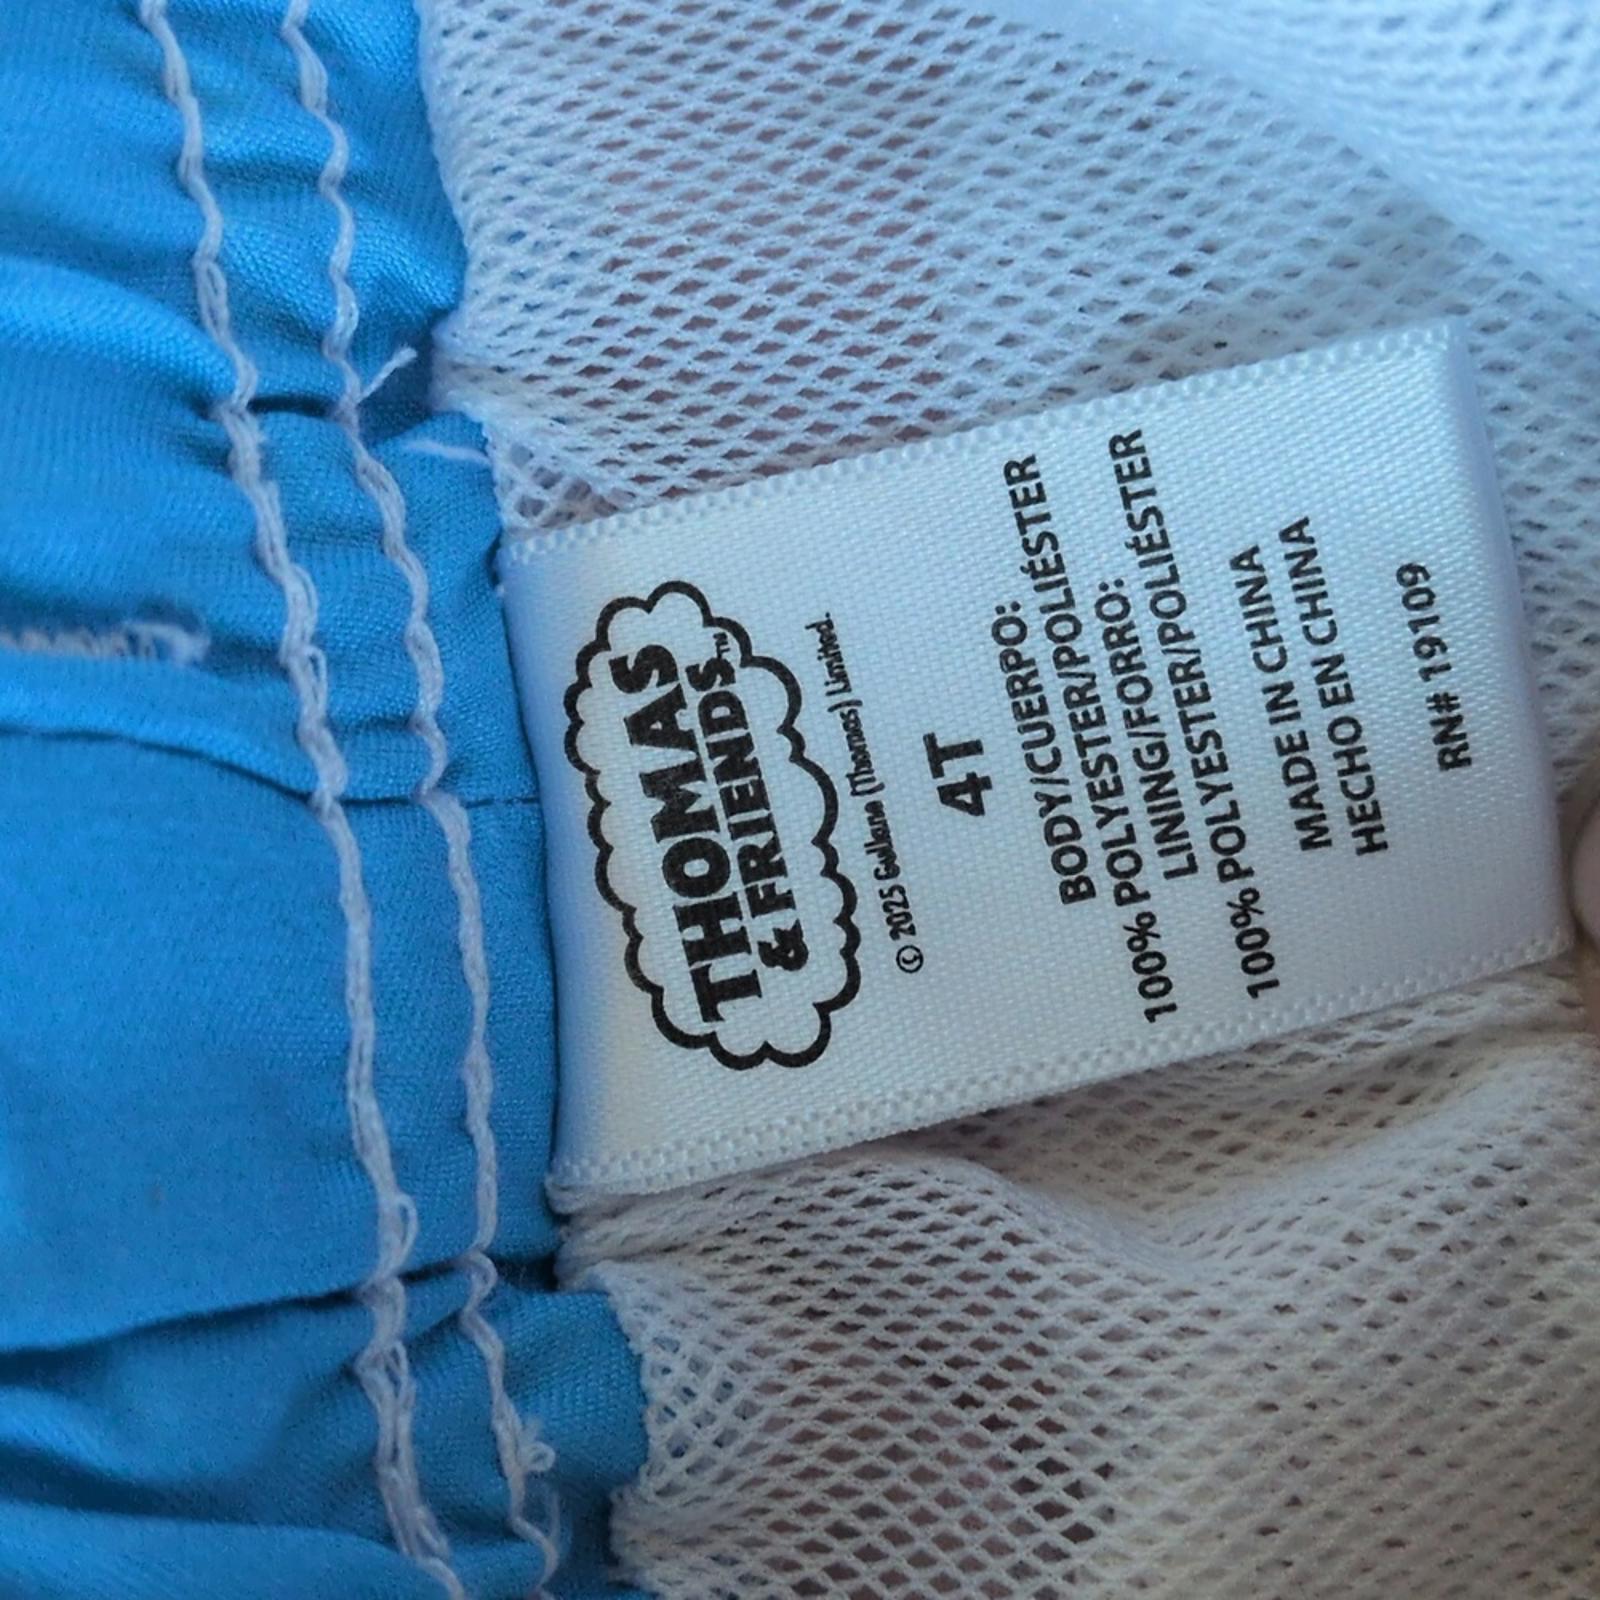 THOMAS
& FRIENDS™
© 2025 Gullane (Thomas) Limited.
4T
BODY/CUERPO:
100% POLYESTER/POLIÉSTER
LINING/FORRO:
100% POLYESTER/POLIÉSTER
MADE IN CHINA
HECHO EN CHINA
RN# 19109